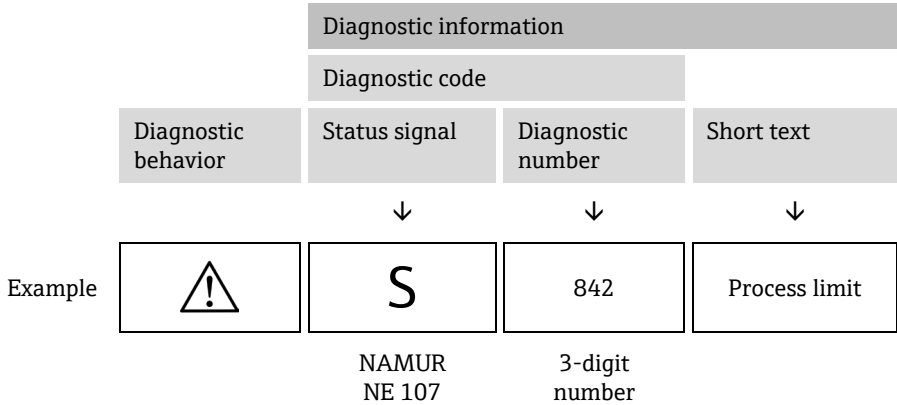 Diagnostic information
Diagnostic code
Diagnostic behavior
Status signal
Diagnostic number
Short text
Example
S
842
Process limit
NAMUR NE 107
3-digit number